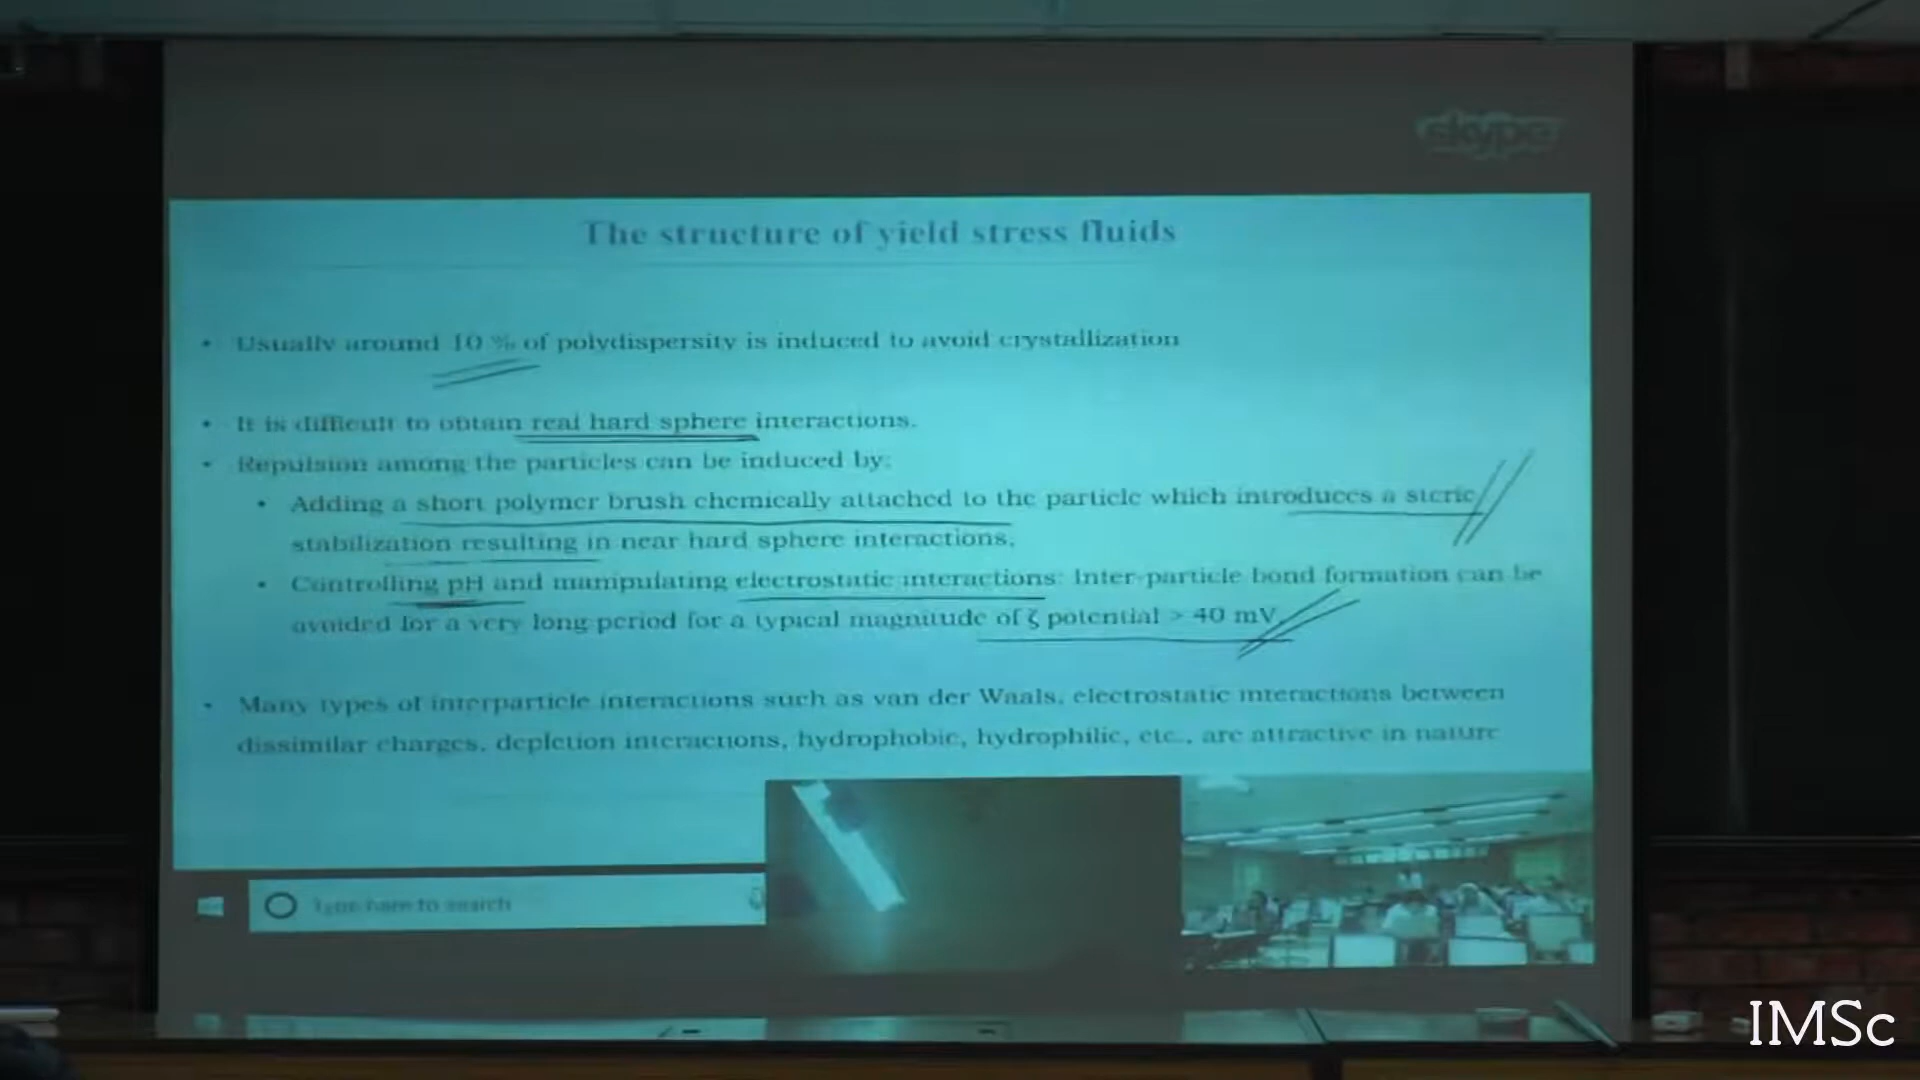 skype
The structure of yield stress fluids
• Usually around 10 % of polydispersity is induced to avoid crystallization
• It is difficult to obtain real hard sphere interactions.
• Repulsion among the particles can be induced by:
• Adding a short polymer brush chemically attached to the particle which introduces a steric
stabilization resulting in near hard sphere interactions.
• Controlling pH and manipulating electrostatic interactions: Inter-particle bond formation can be
avoided for a very long period for a typical magnitude of ζ potential > 40 mV.
• Many types of interparticle interactions such as van der Waals, electrostatic interactions between
dissimilar charges, depletion interactions, hydrophobic, hydrophilic, etc., are attractive in nature
Type here to search
IMSc